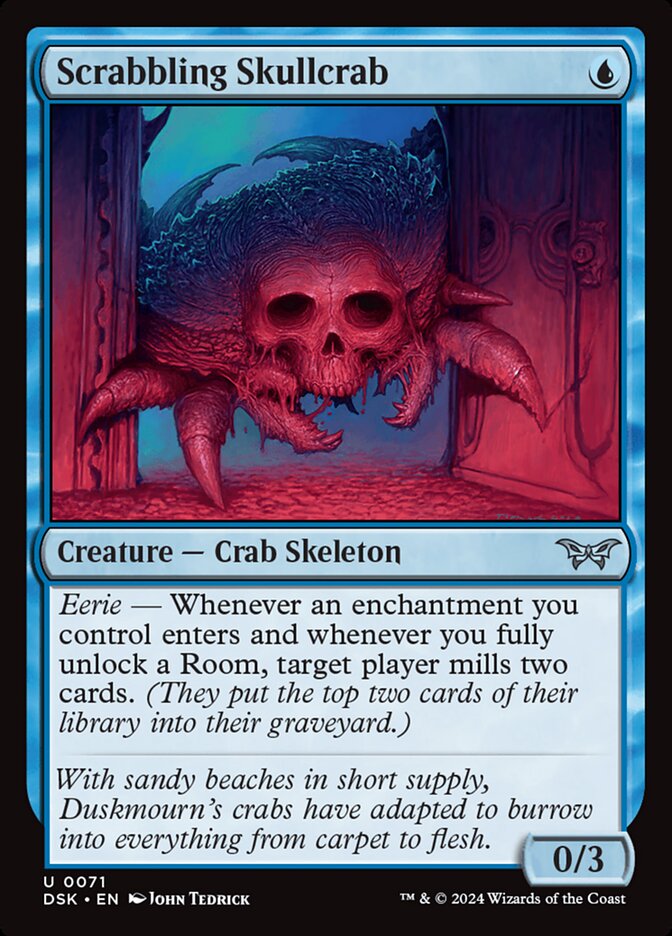 Scrabbling Skullcrab
Creature — Crab Skeleton
Eerie — Whenever an enchantment you
control enters and whenever you fully
unlock a Room, target player mills two
cards. (They put the top two cards of their
library into their graveyard.)
With sandy beaches in short supply,
Duskmourn's crabs have adapted to burrow
into everything from carpet to flesh.
0/3
U 0071
DSK • EN John Tedrick
™ & © 2024 Wizards of the Coast